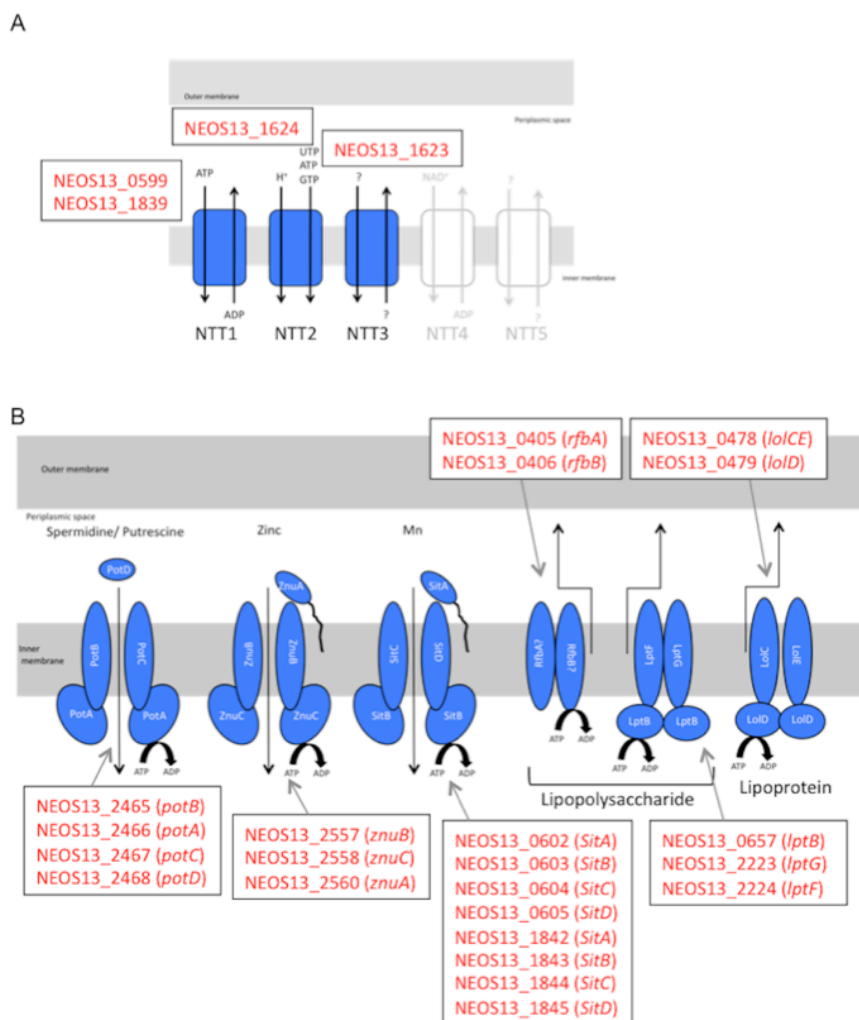 A
Outer membrane
Periplasmic space
NEOS13_1624
NEOS13_1623
NEOS13_0599
NEOS13_1839
ATP
H⁺
UTP
ATP
GTP
?
NAD⁺
?
inner membrane
ADP
?
ADP
?
NTT1
NTT2
NTT3
NTT4
NTT5
B
NEOS13_0405 (rfbA)
NEOS13_0406 (rfbB)
NEOS13_0478 (lolCE)
NEOS13_0479 (lolD)
Outer membrane
Periplasmic space
Spermidine/ Putrescine
Zinc
Mn
PotD
ZnuA
SitA
Inner
membrane
PotB
PotC
ZnuB
ZnuB
SitC
SitD
RfbA?
RfbB?
LptF
LptG
LolC
LolE
PotA
PotA
ZnuC
ZnuC
SitB
SitB
LptB
LptB
LolD
LolD
ATP
ADP
ATP
ADP
ATP
ADP
ATP
ADP
ATP
ADP
ATP
ADP
Lipopolysaccharide
Lipoprotein
NEOS13_2465 (potB)
NEOS13_2466 (potA)
NEOS13_2467 (potC)
NEOS13_2468 (potD)
NEOS13_2557 (znuB)
NEOS13_2558 (znuC)
NEOS13_2560 (znuA)
NEOS13_0602 (SitA)
NEOS13_0603 (SitB)
NEOS13_0604 (SitC)
NEOS13_0605 (SitD)
NEOS13_1842 (SitA)
NEOS13_1843 (SitB)
NEOS13_1844 (SitC)
NEOS13_1845 (SitD)
NEOS13_0657 (lptB)
NEOS13_2223 (lptG)
NEOS13_2224 (lptF)